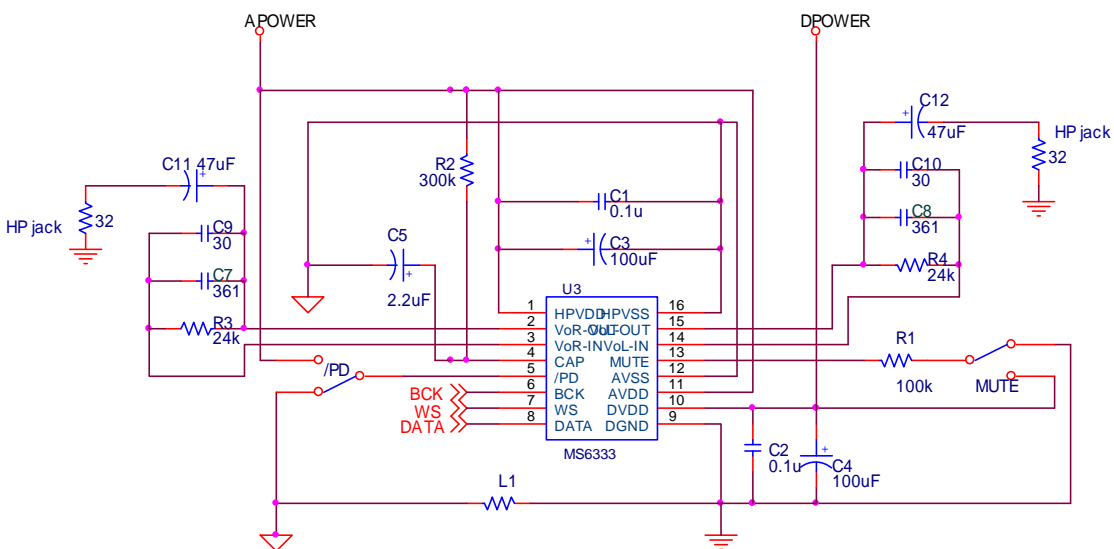 APOWER
DPOWER
C12
47uF
HP jack
32
C10
30
C8
361
R4
24k
C11 47uF
HP jack
32
C9
30
C7
361
R3
24k
R2
300k
C1
0.1u
C3
100uF
C5
2.2uF
U3
1 HPVDD HPVSS 16
2 VoR-OUT VoL-OUT 15
3 VoR-IN VoL-IN 14
4 CAP MUTE 13
5 /PD AVSS 12
6 BCK AVDD 11
7 WS DVDD 10
8 DATA DGND 9
MS6333
/PD
BCK
WS
DATA
R1
100k
MUTE
C2
0.1u
C4
100uF
L1